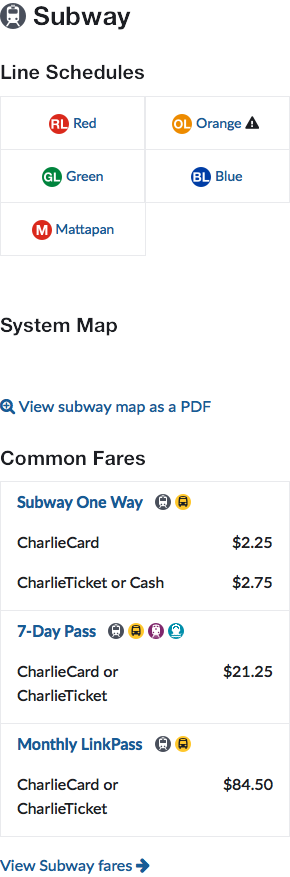 Subway
Line Schedules
RL Red
OL Orange
GL Green
BL Blue
M Mattapan
System Map
View subway map as a PDF
Common Fares
Subway One Way
CharlieCard $2.25
CharlieTicket or Cash $2.75
7-Day Pass
CharlieCard or $21.25
CharlieTicket
Monthly LinkPass
CharlieCard or $84.50
CharlieTicket
View Subway fares